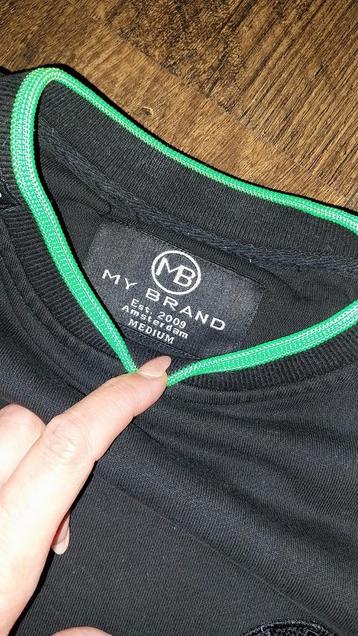 MB
MY BRAND
Est. 2009
Amsterdam
MEDIUM